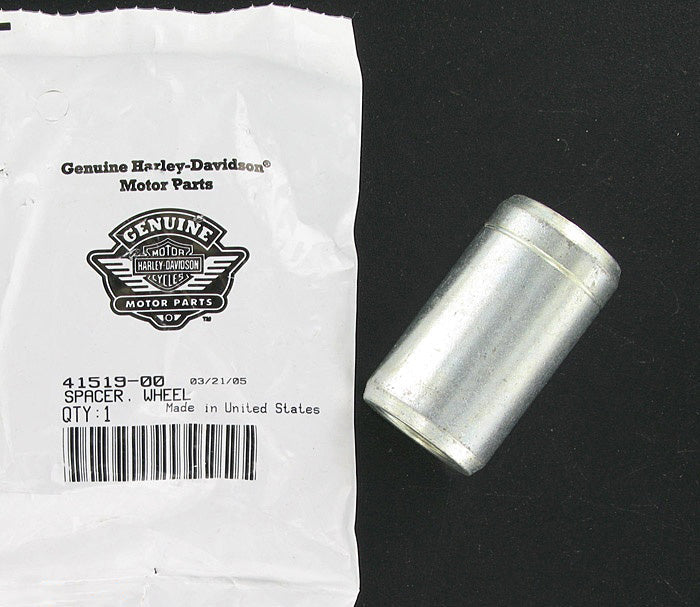 Genuine Harley-Davidson®
Motor Parts
GENUINE
MOTOR
HARLEY-DAVIDSON
CYCLES
MOTOR PARTS
TM
41519-00 03/21/05
SPACER. WHEEL
QTY:1 Made in United States